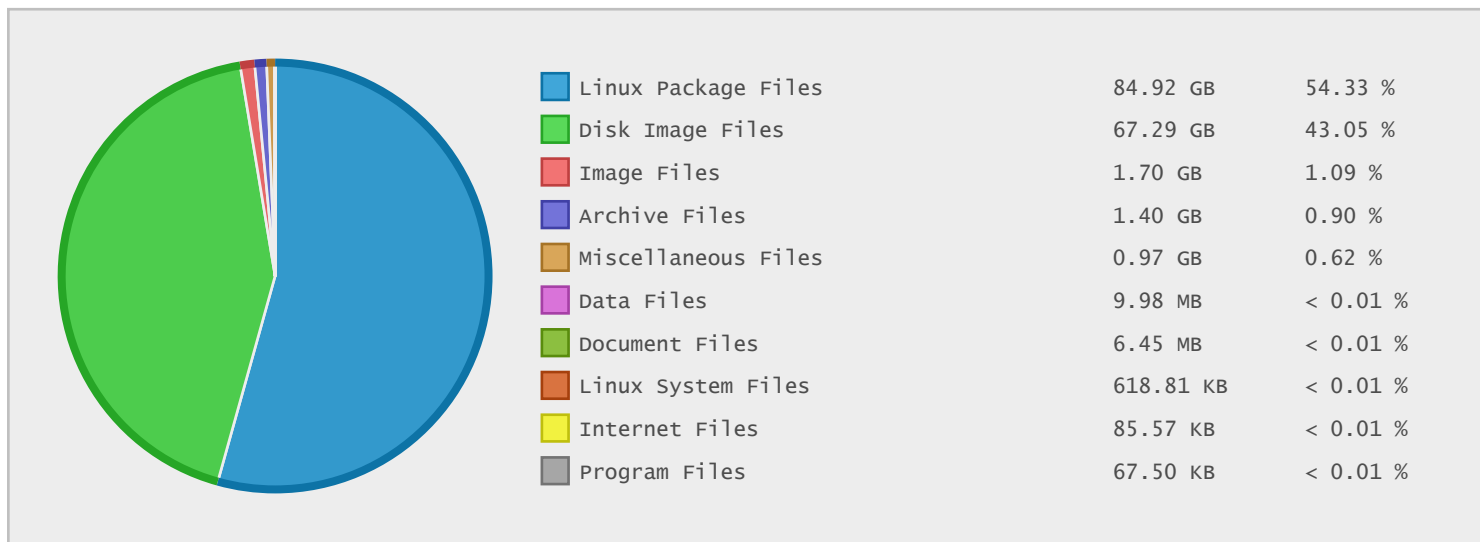 Linux Package Files 84.92 GB 54.33 %
Disk Image Files 67.29 GB 43.05 %
Image Files 1.70 GB 1.09 %
Archive Files 1.40 GB 0.90 %
Miscellaneous Files 0.97 GB 0.62 %
Data Files 9.98 MB < 0.01 %
Document Files 6.45 MB < 0.01 %
Linux System Files 618.81 KB < 0.01 %
Internet Files 85.57 KB < 0.01 %
Program Files 67.50 KB < 0.01 %